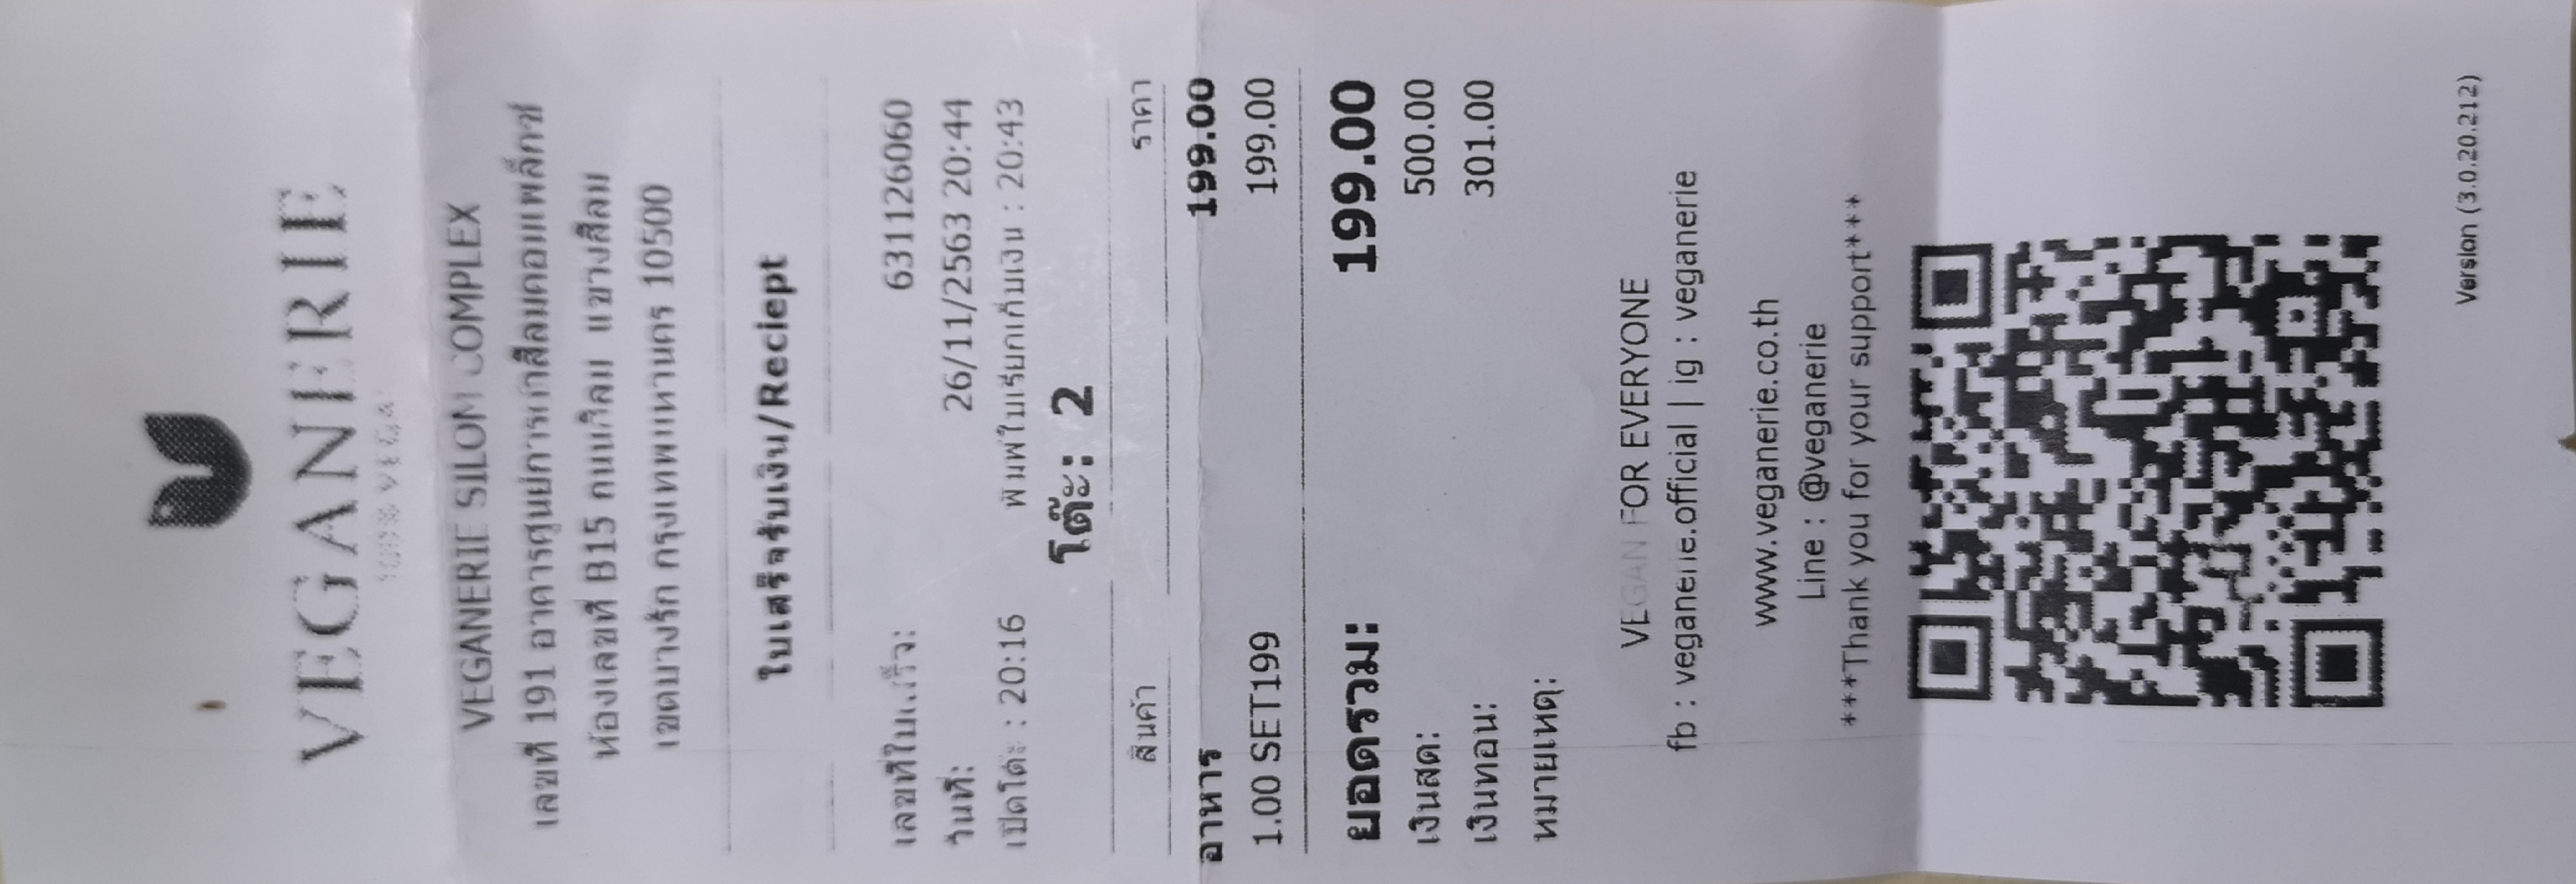 VEGANERIE
100% VEGAN
VEGANERIE SILOM COMPLEX
เลขที่ 191 อาคารศูนย์การค้าสีลมคอมเพล็กซ์
ห้องเลขที่ B15 ถนนสีลม แขวงสีลม
เขตบางรัก กรุงเทพมหานคร 10500
ใบเสร็จรับเงิน/Reciept
เลขที่ใบเสร็จ: 631126060
วันที่: 26/11/2563 20:44
เปิดโต๊ะ : 20:16 พิมพ์ใบเรียกเก็บเงิน : 20:43
โต๊ะ: 2
สินค้า ราคา
อาหาร 199.00
1.00 SET199 199.00
ยอดรวม: 199.00
เงินสด: 500.00
เงินทอน: 301.00
หมายเหตุ:
VEGAN FOR EVERYONE
fb : veganerie.official | ig : veganerie
www.veganerie.co.th
Line : @veganerie
***Thank you for your support***
Version (3.0.20.212)